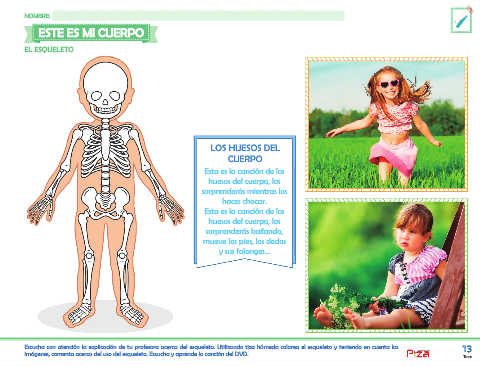 NOMBRE:
ESTE ES MI CUERPO
EL ESQUELETO
LOS HUESOS DEL
CUERPO
Esta es la canción de los
huesos del cuerpo, los
sorprenderás mientras los
haces chocar.
Esta es la canción de los
huesos del cuerpo, los
sorprenderás bailando,
mueve los pies, los dedos
y sus falanges...
Escucha con atención la explicación de tu profesora acerca del esqueleto. Utilizando tiza húmeda colorea el esqueleto y teniendo en cuenta las
imágenes, comenta acerca del uso del esqueleto. Escucha y aprende la canción del DVD.
13